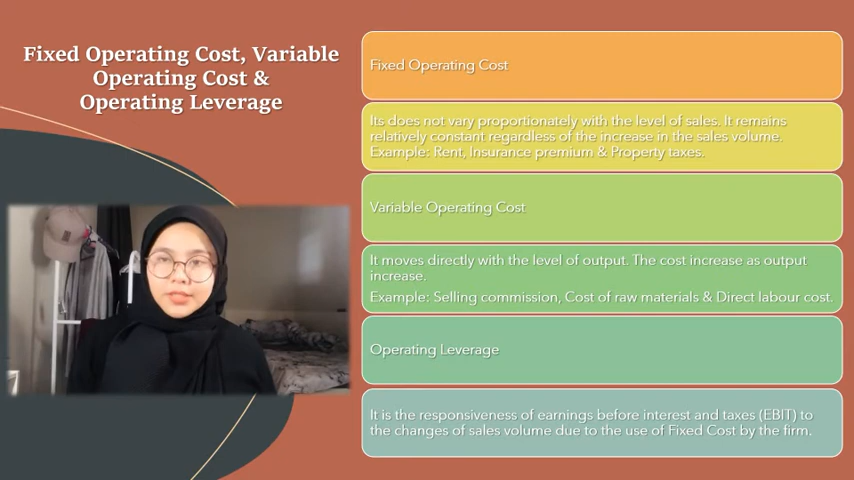 Fixed Operating Cost, Variable
Operating Cost &
Operating Leverage
Fixed Operating Cost
Its does not vary proportionately with the level of sales. It remains
relatively constant regardless of the increase in the sales volume.
Example: Rent, Insurance premium & Property taxes.
Variable Operating Cost
It moves directly with the level of output. The cost increase as output
increase.
Example: Selling commission, Cost of raw materials & Direct labour cost.
Operating Leverage
It is the responsiveness of earnings before interest and taxes (EBIT) to
the changes of sales volume due to the use of Fixed Cost by the firm.